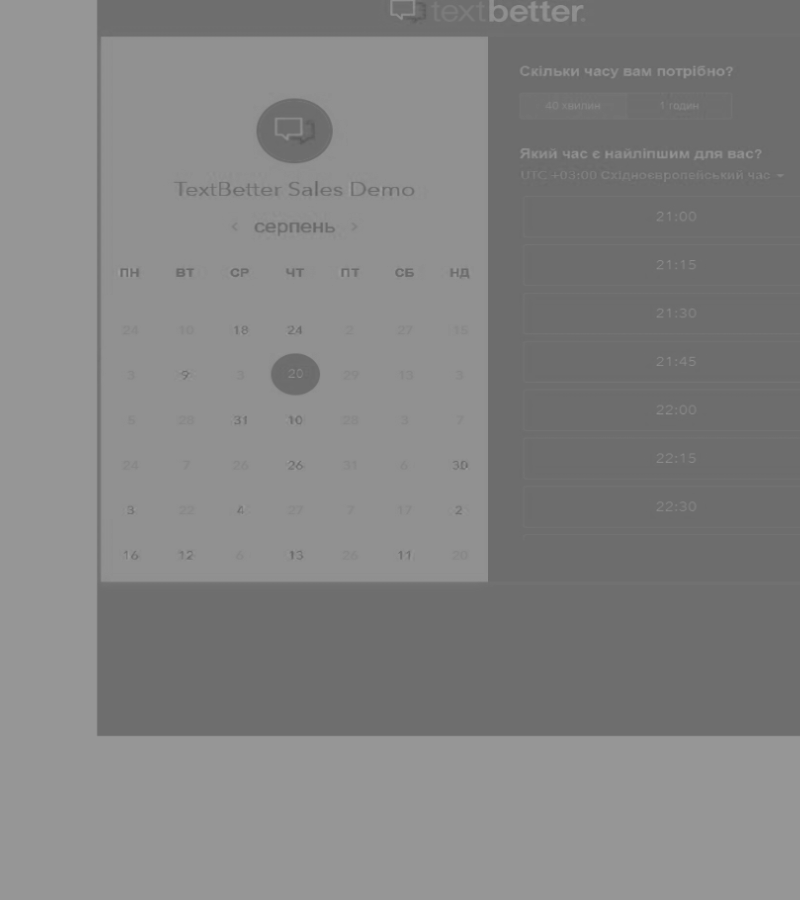 textbetter.
TextBetter Sales Demo
< серпень >
ПН ВТ СР ЧТ ПТ СБ НД
24 10 18 24 2 27 15
3 9 3 20 29 13 3
5 28 31 10 28 3 7
24 7 26 26 31 6 30
3 22 4 27 7 17 2
16 12 6 13 26 11 20
Скільки часу вам потрібно?
40 хвилин 1 годин
Який час є найліпшим для вас?
UTC +03:00 Східноєвропейський час
21:00
21:15
21:30
21:45
22:00
22:15
22:30